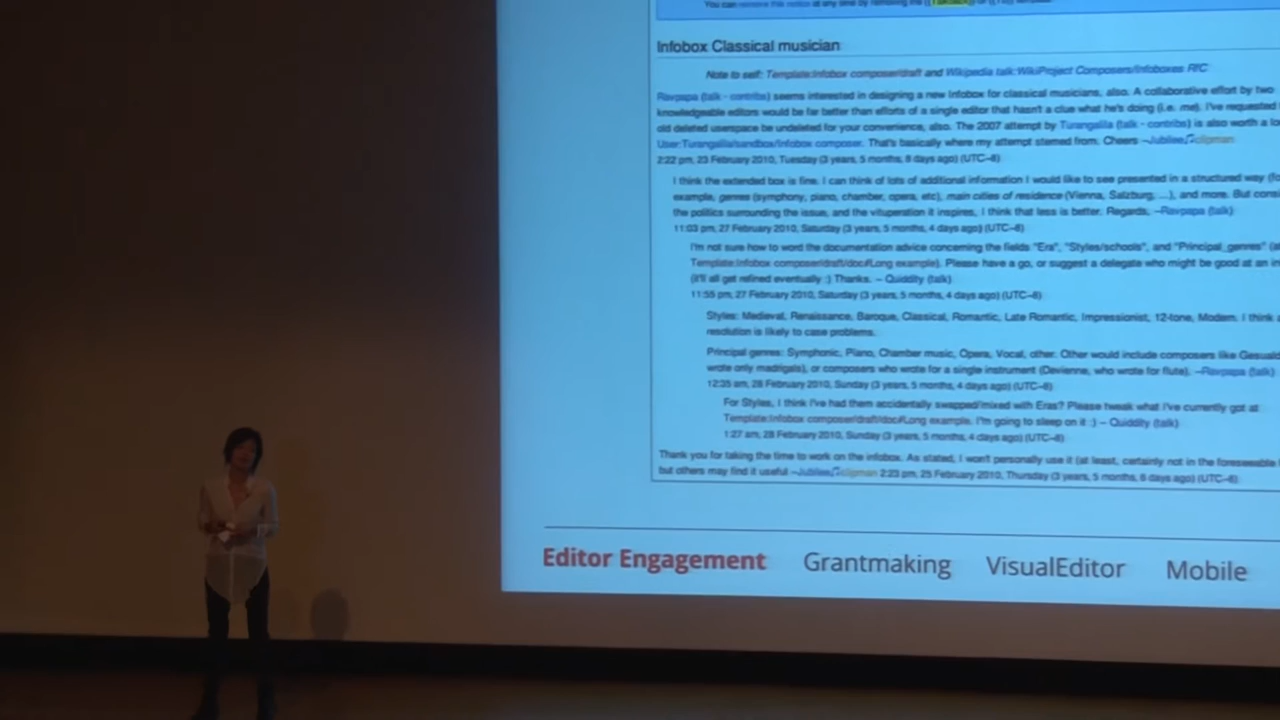 You can remove this notice at any time by removing the
Infobox Classical musician
Note to self: Template:Infobox composer/draft and Wikipedia talk:WikiProject Composers/Infoboxes RfC
Ravpapa (talk - contribs) seems interested in designing a new Infobox for classical musicians, also. A collaborative effort by two
knowledgeable editors would be far better than efforts of a single editor that hasn't a clue what he's doing (i.e. me). I've requested
old deleted userspace be undeleted for your convenience, also. The 2007 attempt by Turangalila (talk - contribs) is also worth a
User:Turangalila/sandbox/Infobox composer. That's basically where my attempt stemed from. Cheers –Jubilee♫clipman
2:22 pm, 23 February 2010, Tuesday (3 years, 5 months, 8 days ago) (UTC–8)
I think the extended box is fine. I can think of lots of additional information I would like to see presented in a structured way
example, genres (symphony, piano, chamber, opera, etc), main cities of residence (Vienna, Salzburg, ...), and more. But
the politics surrounding the issue, and the vituperation it inspires, I think that less is better. Regards, –Ravpapa (talk)
11:03 pm, 27 February 2010, Saturday (3 years, 5 months, 4 days ago) (UTC–8)
I'm not sure how to word the documentation advice concerning the fields "Era", "Styles/schools", and "Principal_genres"
Template:Infobox composer/draft/doc#Long example). Please have a go, or suggest a delegate who might be good at an
(it'll all get refined eventually :) Thanks. – Quiddity (talk)
11:55 pm, 27 February 2010, Saturday (3 years, 5 months, 4 days ago) (UTC–8)
Styles: Medieval, Renaissance, Baroque, Classical, Romantic, Late Romantic, Impressionist, 12-tone, Modern. I think
resolution is likely to case problems.
Principal genres: Symphonic, Piano, Chamber music, Opera, Vocal, other. Other would include composers like Gesuald
wrote only madrigals), or composers who wrote for a single instrument (Devienne, who wrote for flute). –Ravpapa (talk)
12:35 am, 28 February 2010, Sunday (3 years, 5 months, 4 days ago) (UTC–8)
For Styles, I think I've had them accidentally swapped/mixed with Eras? Please tweak what I've currently got at
Template:Infobox composer/draft/doc#Long example. I'm going to sleep on it :) – Quiddity (talk)
1:27 am, 28 February 2010, Sunday (3 years, 5 months, 4 days ago) (UTC–8)
Thank you for taking the time to work on the infobox. As stated, I won't personally use it (at least, certainly not in the foreseeable
but others may find it useful –Jubilee♫clipman 2:23 pm, 25 February 2010, Thursday (3 years, 5 months, 6 days ago) (UTC–8)
Editor Engagement Grantmaking VisualEditor Mobile